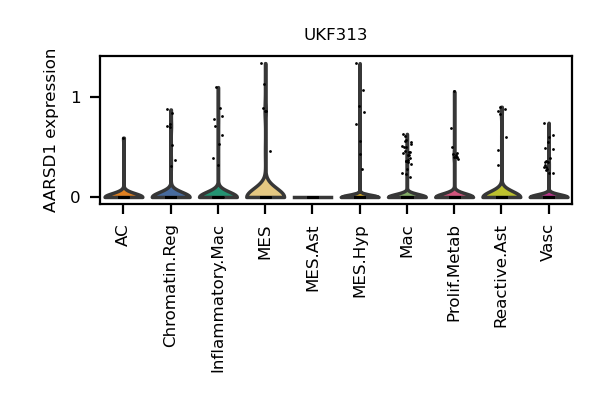 UKF313
AARSD1 expression
1
0
AC
Chromatin.Reg
Inflammatory.Mac
MES
MES.Ast
MES.Hyp
Mac
Prolif.Metab
Reactive.Ast
Vasc